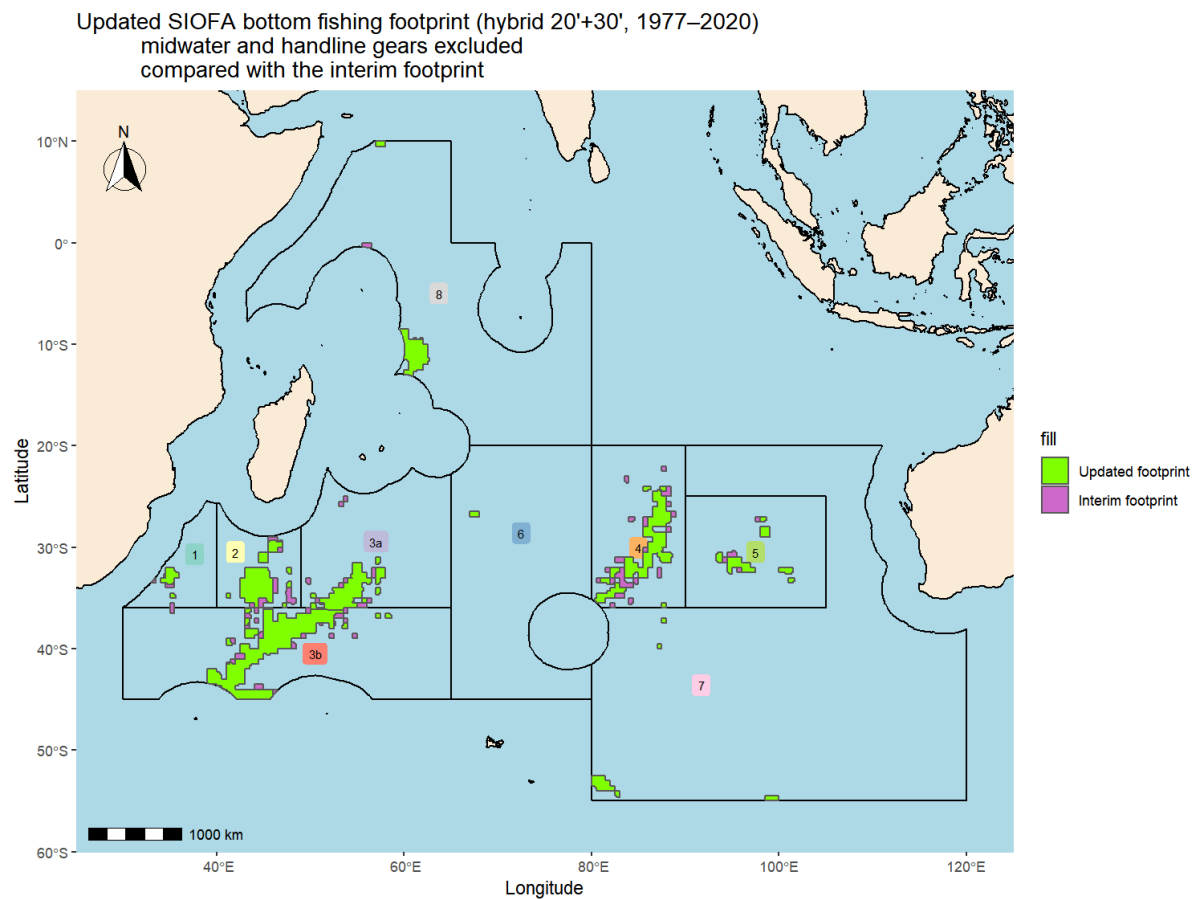 Updated SIOFA bottom fishing footprint (hybrid 20'+30', 1977–2020)
midwater and handline gears excluded
compared with the interim footprint
N
10°N
0°
10°S
20°S
30°S
40°S
50°S
60°S
Latitude
8
1
2
3a
3b
6
4
5
7
1000 km
40°E
60°E
80°E
100°E
120°E
Longitude
fill
Updated footprint
Interim footprint